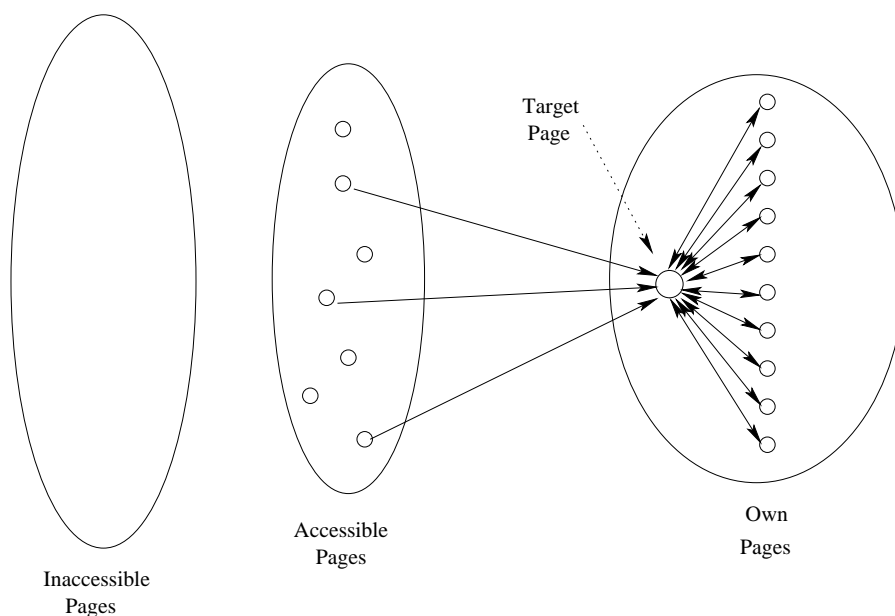 Target
Page
Own
Pages
Accessible
Pages
Inaccessible
Pages